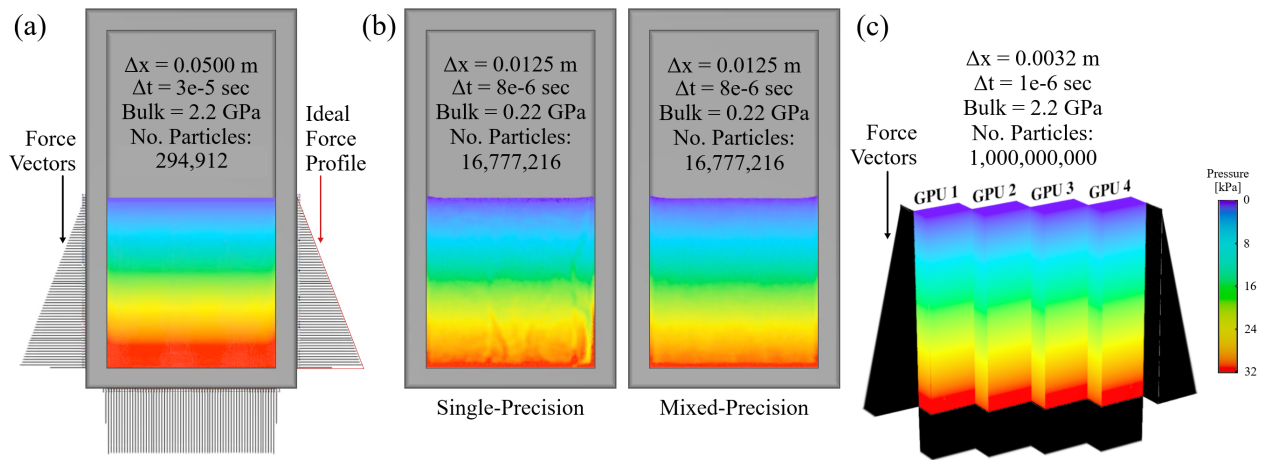 (a)
Δx = 0.0500 m
Δt = 3e-5 sec
Bulk = 2.2 GPa
No. Particles:
294,912
Force
Vectors
Ideal
Force
Profile
(b)
Δx = 0.0125 m
Δt = 8e-6 sec
Bulk = 0.22 GPa
No. Particles:
16,777,216
Single-Precision
Δx = 0.0125 m
Δt = 8e-6 sec
Bulk = 0.22 GPa
No. Particles:
16,777,216
Mixed-Precision
(c)
Δx = 0.0032 m
Δt = 1e-6 sec
Bulk = 2.2 GPa
No. Particles:
1,000,000,000
Force
Vectors
GPU 1
GPU 2
GPU 3
GPU 4
Pressure
[kPa]
0
8
16
24
32